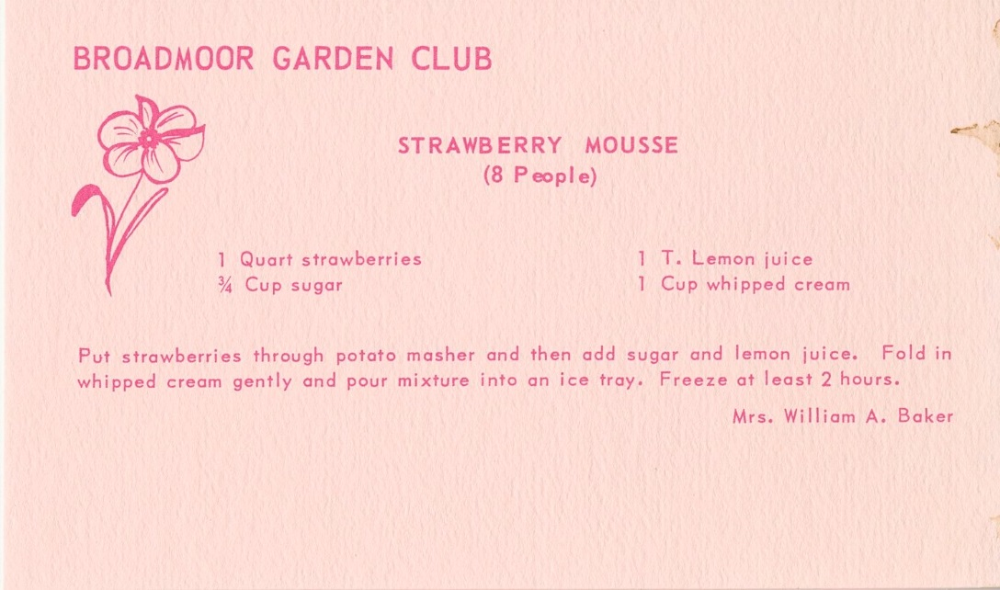 BROADMOOR GARDEN CLUB
STRAWBERRY MOUSSE
(8 People)
1 Quart strawberries
¾ Cup sugar
1 T. Lemon juice
1 Cup whipped cream
Put strawberries through potato masher and then add sugar and lemon juice. Fold in
whipped cream gently and pour mixture into an ice tray. Freeze at least 2 hours.
Mrs. William A. Baker